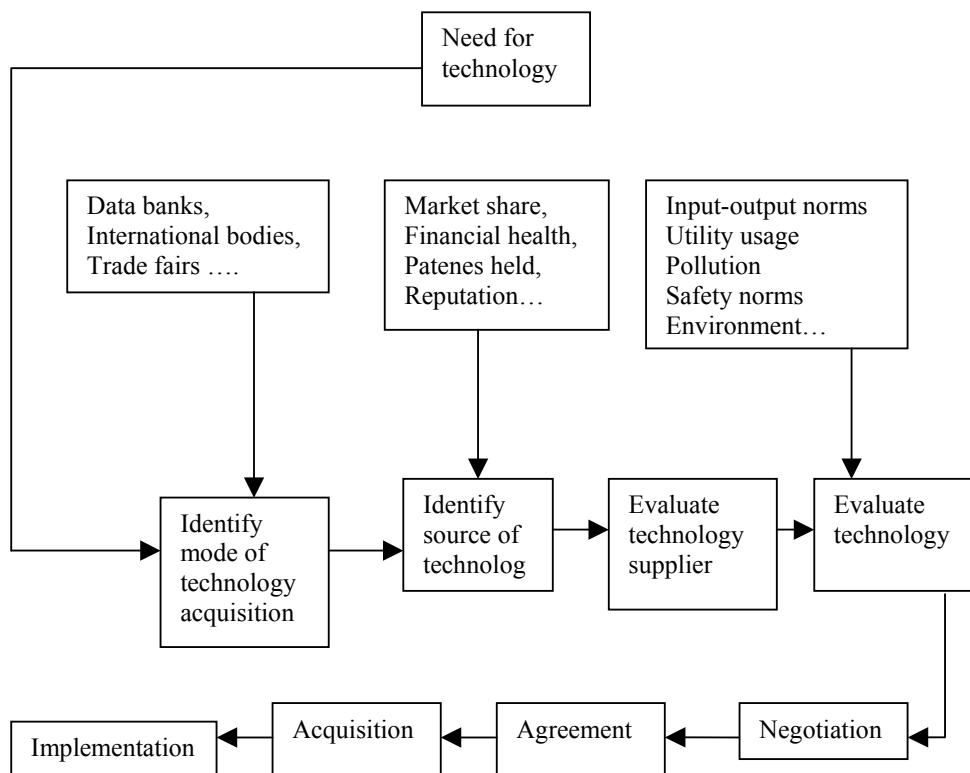 Need for
technology
Data banks,
International bodies,
Trade fairs ….
Market share,
Financial health,
Patenes held,
Reputation…
Input-output norms
Utility usage
Pollution
Safety norms
Environment…
Identify
mode of
technology
acquisition
Identify
source of
technolog
Evaluate
technology
supplier
Evaluate
technology
Negotiation
Agreement
Acquisition
Implementation